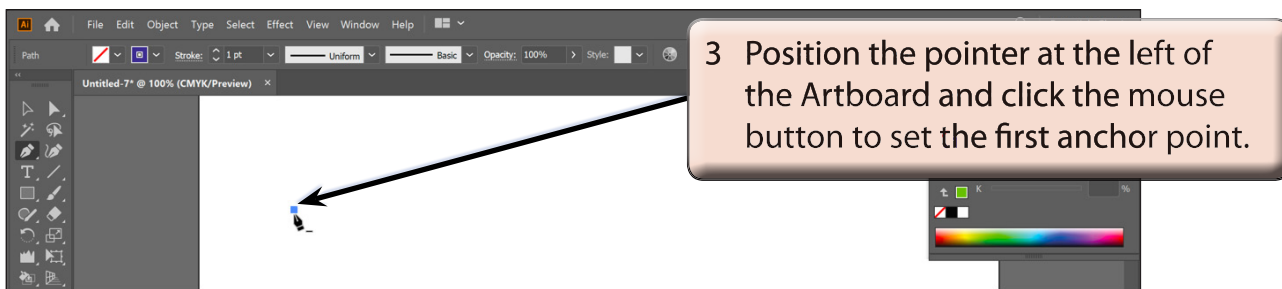 Ai File Edit Object Type Select Effect View Window Help
Path Stroke: 1 pt Uniform Basic Opacity: 100% Style:
Untitled-7* @ 100% (CMYK/Preview) ×
3 Position the pointer at the left of
the Artboard and click the mouse
button to set the first anchor point.
K %